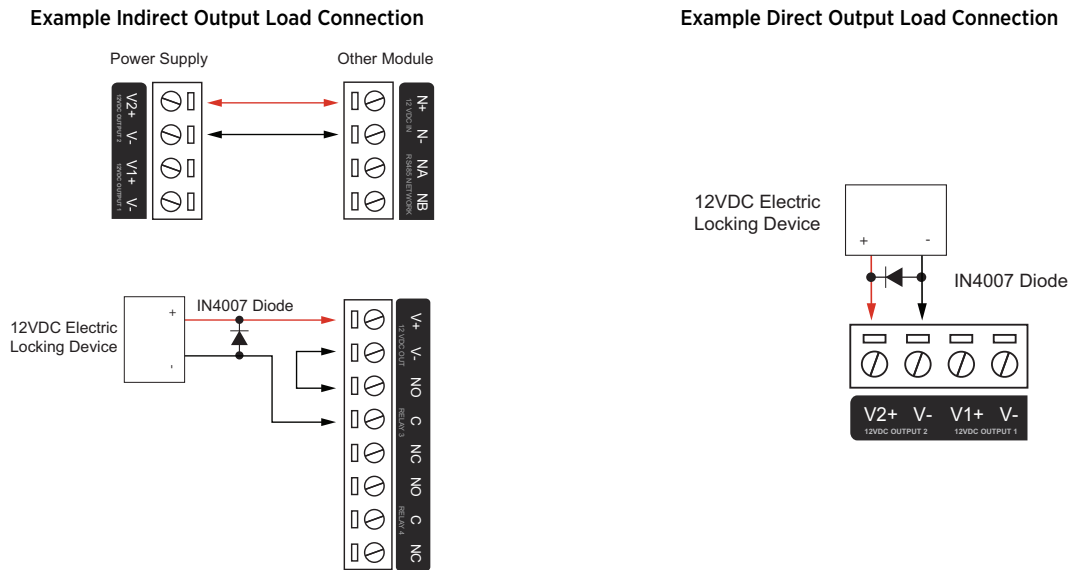 Example Indirect Output Load Connection
Power Supply
Other Module
V2+ V- V1+ V-
12VDC OUTPUT 2 12VDC OUTPUT 1
N+ N- NA NB
12 VDC IN RS485 NETWORK
12VDC Electric
Locking Device
+
-
IN4007 Diode
V+ V- NO C NC NO C NC
12 VDC OUT RELAY 3 RELAY 4
Example Direct Output Load Connection
12VDC Electric
Locking Device
+ -
IN4007 Diode
V2+ V- V1+ V-
12VDC OUTPUT 2 12VDC OUTPUT 1